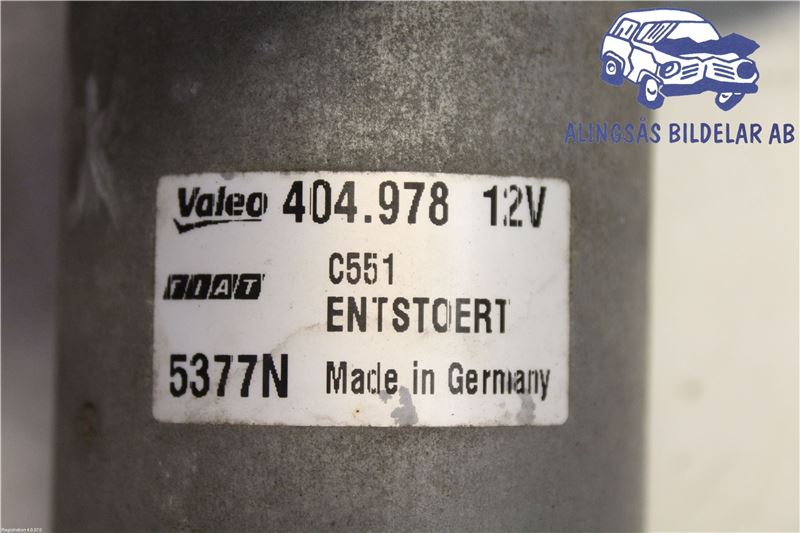 ALINGSÅS BILDELAR AB
Valeo 404.978 12V
FIAT C551
ENTSTOERT
5377N Made in Germany